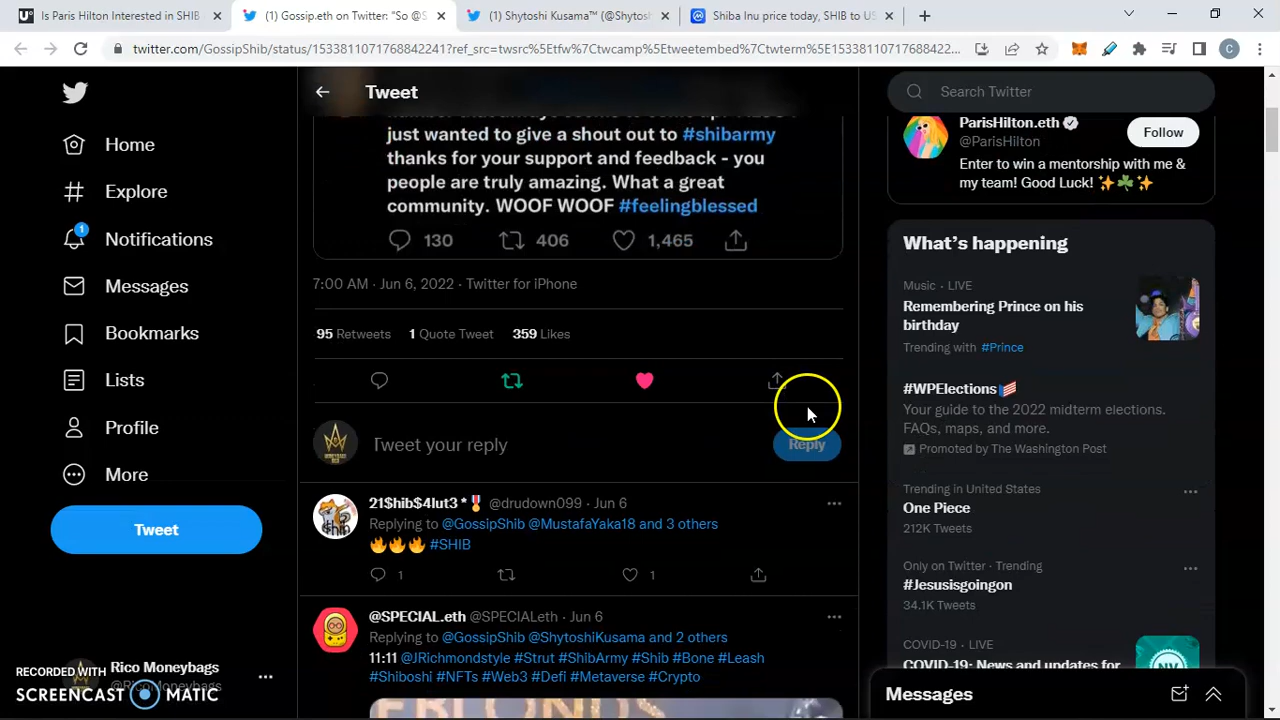 Is Paris Hilton Interested in SHIB
(1) Gossip.eth on Twitter: "So @S
(1) Shytoshi Kusama™ (@Shytos
Shiba Inu price today, SHIB to US
twitter.com/GossipShib/status/1533811071768842241?ref_src=twsrc%5Etfw%7Ctwcamp%5Etweetembed%7Ctwterm%5E15338110717688422...
C
Tweet
Search Twitter
just wanted to give a shout out to #shibarmy
thanks for your support and feedback - you
people are truly amazing. What a great
community. WOOF WOOF #feelingblessed
130 406 1,465
7:00 AM · Jun 6, 2022 · Twitter for iPhone
95 Retweets 1 Quote Tweet 359 Likes
Tweet your reply
Reply
21$hib$4lut3 @drudown099 · Jun 6
Replying to @GossipShib @MustafaYaka18 and 3 others
🔥🔥🔥 #SHIB
1 1
@SPECIAL.eth @SPECIALeth · Jun 6
Replying to @GossipShib @ShytoshiKusama and 2 others
11:11 @JRichmondstyle #Strut #ShibArmy #Shib #Bone #Leash
#Shiboshi #NFTs #Web3 #Defi #Metaverse #Crypto
Home
Explore
1
Notifications
Messages
Bookmarks
Lists
Profile
More
Tweet
Rico Moneybags
@RicoMoneybags
RECORDED WITH
SCREENCAST MATIC
ParisHilton.eth
@ParisHilton
Follow
Enter to win a mentorship with me &
my team! Good Luck! ✨☘️✨
What's happening
Music · LIVE
Remembering Prince on his
birthday
Trending with #Prince
#WPElections
Your guide to the 2022 midterm elections.
FAQs, maps, and more.
Promoted by The Washington Post
Trending in United States
One Piece
212K Tweets
Only on Twitter · Trending
#Jesusisgoingon
34.1K Tweets
COVID-19 · LIVE
COVID-19: News and updates for
Messages